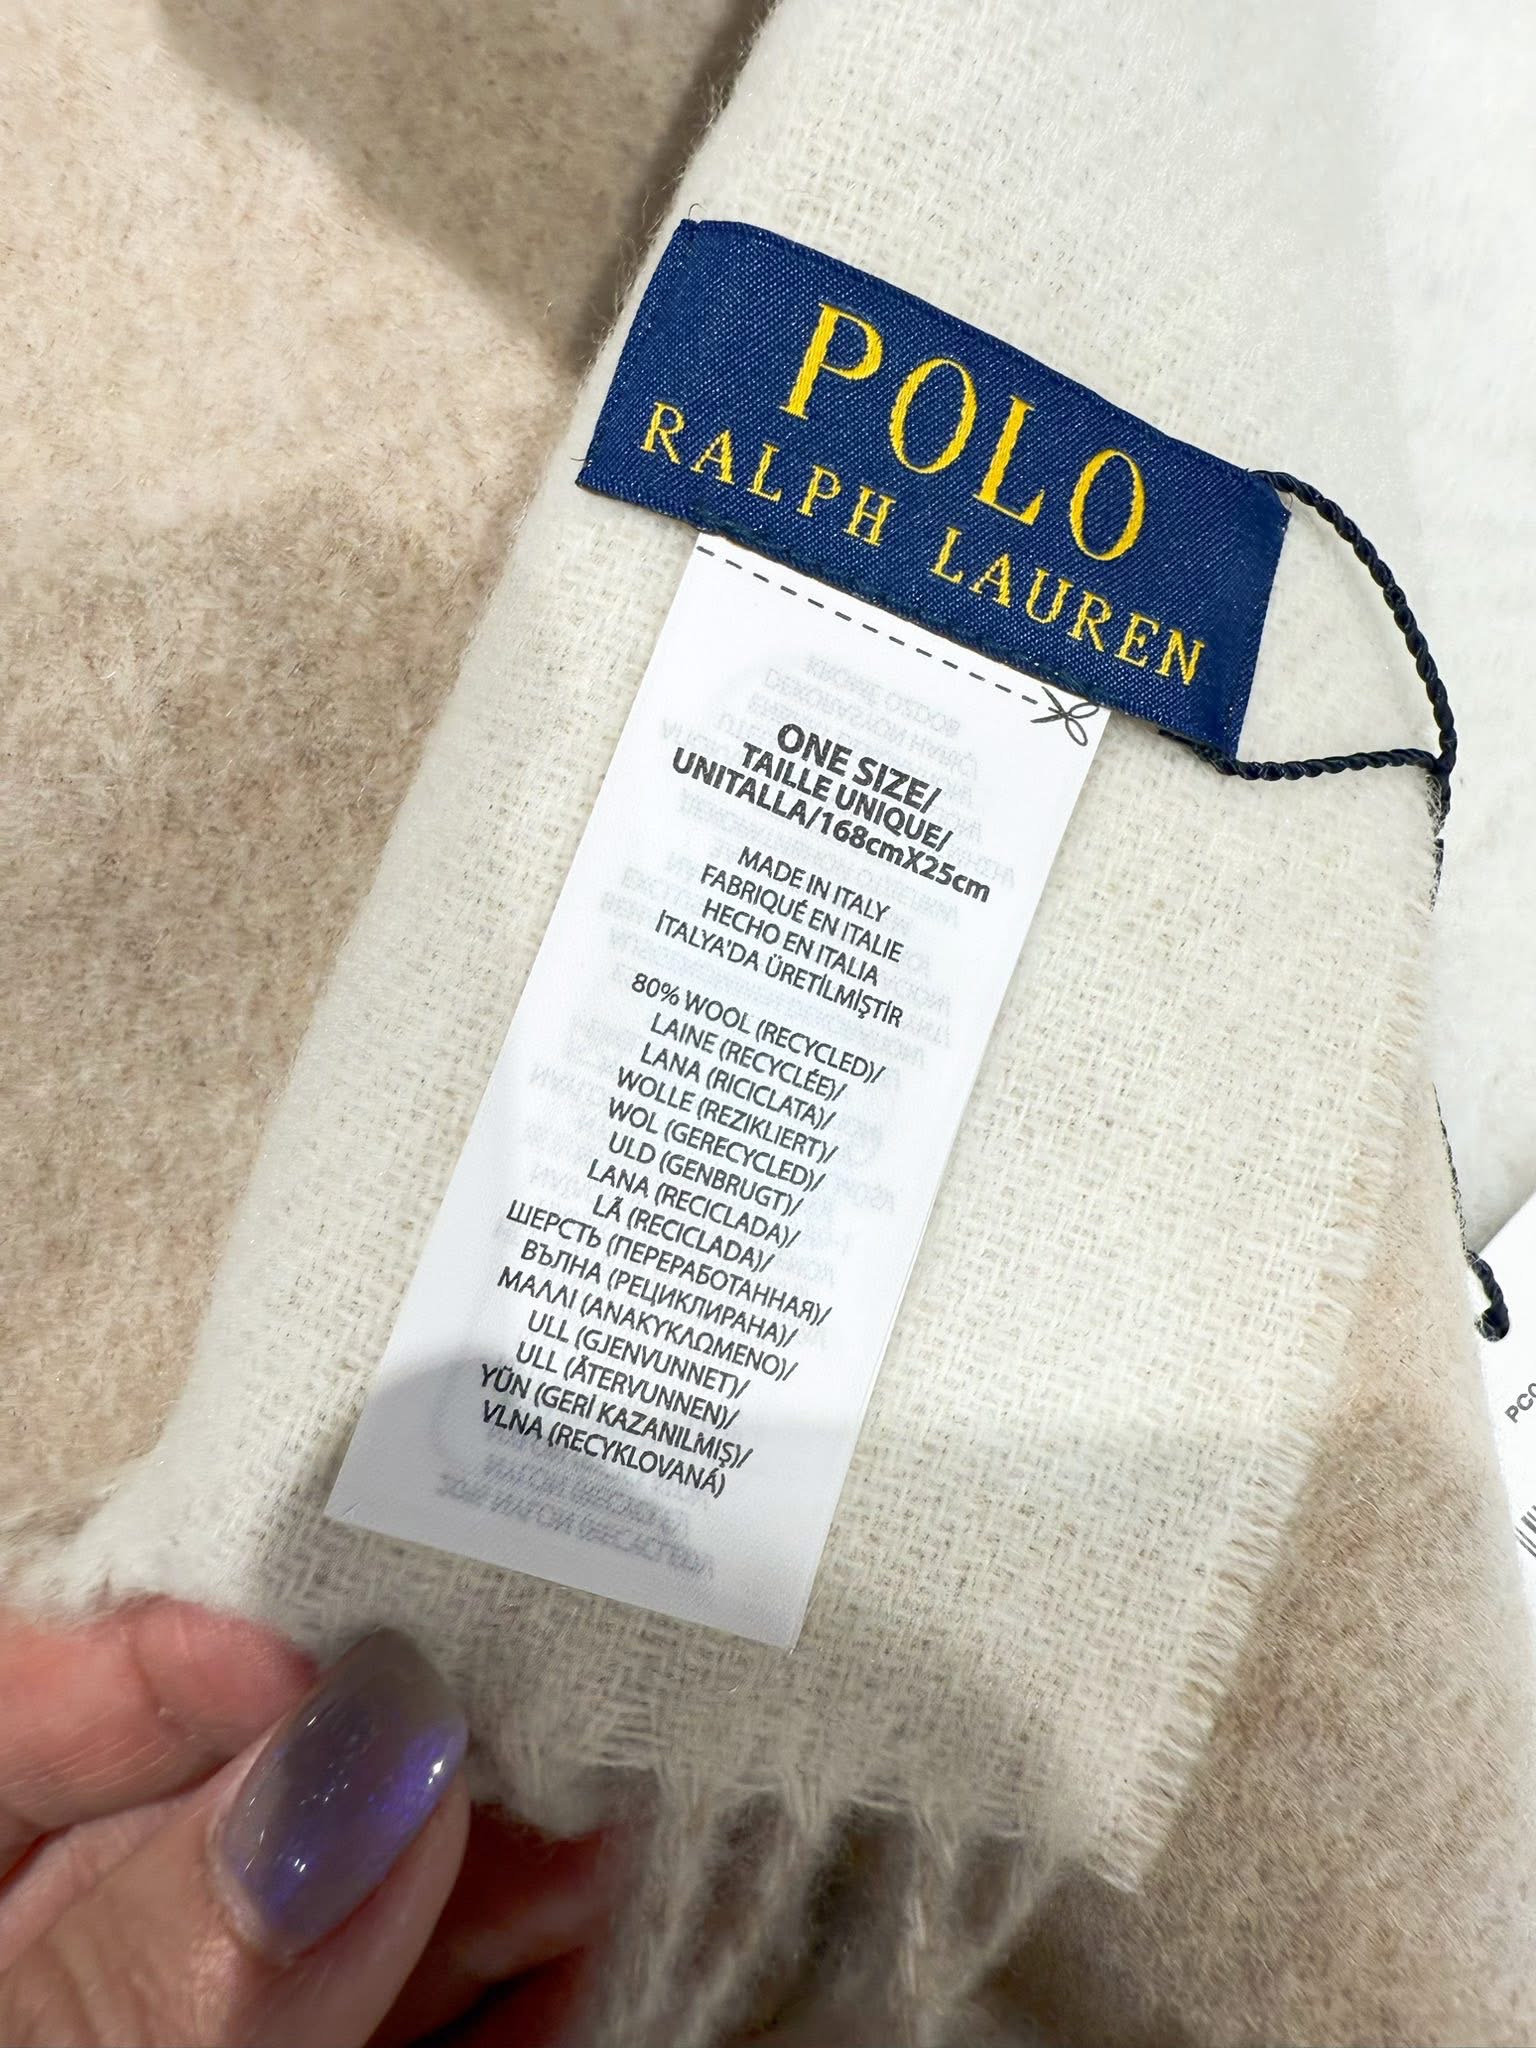 POLO
RALPH LAUREN
ONE SIZE/
TAILLE UNIQUE/
UNITALLA/168cmX25cm
MADE IN ITALY
FABRIQUÉ EN ITALIE
HECHO EN ITALIA
İTALYA'DA ÜRETİLMİŞTİR
80% WOOL (RECYCLED)/
LAINE (RECYCLÉE)/
LANA (RICICLATA)/
WOLLE (REZIKLIERT)/
WOL (GERECYCLED)/
ULD (GENBRUGT)/
LANA (RECICLADA)/
LÃ (RECICLADA)/
ШЕРСТЬ (ПЕРЕРАБОТАННАЯ)/
ВЪЛНА (РЕЦИКЛИРАНА)/
ΜΑΛΛΙ (ΑΝΑΚΥΚΛΩΜΕΝΟ)/
ULL (GJENVUNNET)/
ULL (ÅTERVUNNEN)/
YÜN (GERİ KAZANILMIŞ)/
VLNA (RECYKLOVANÁ)